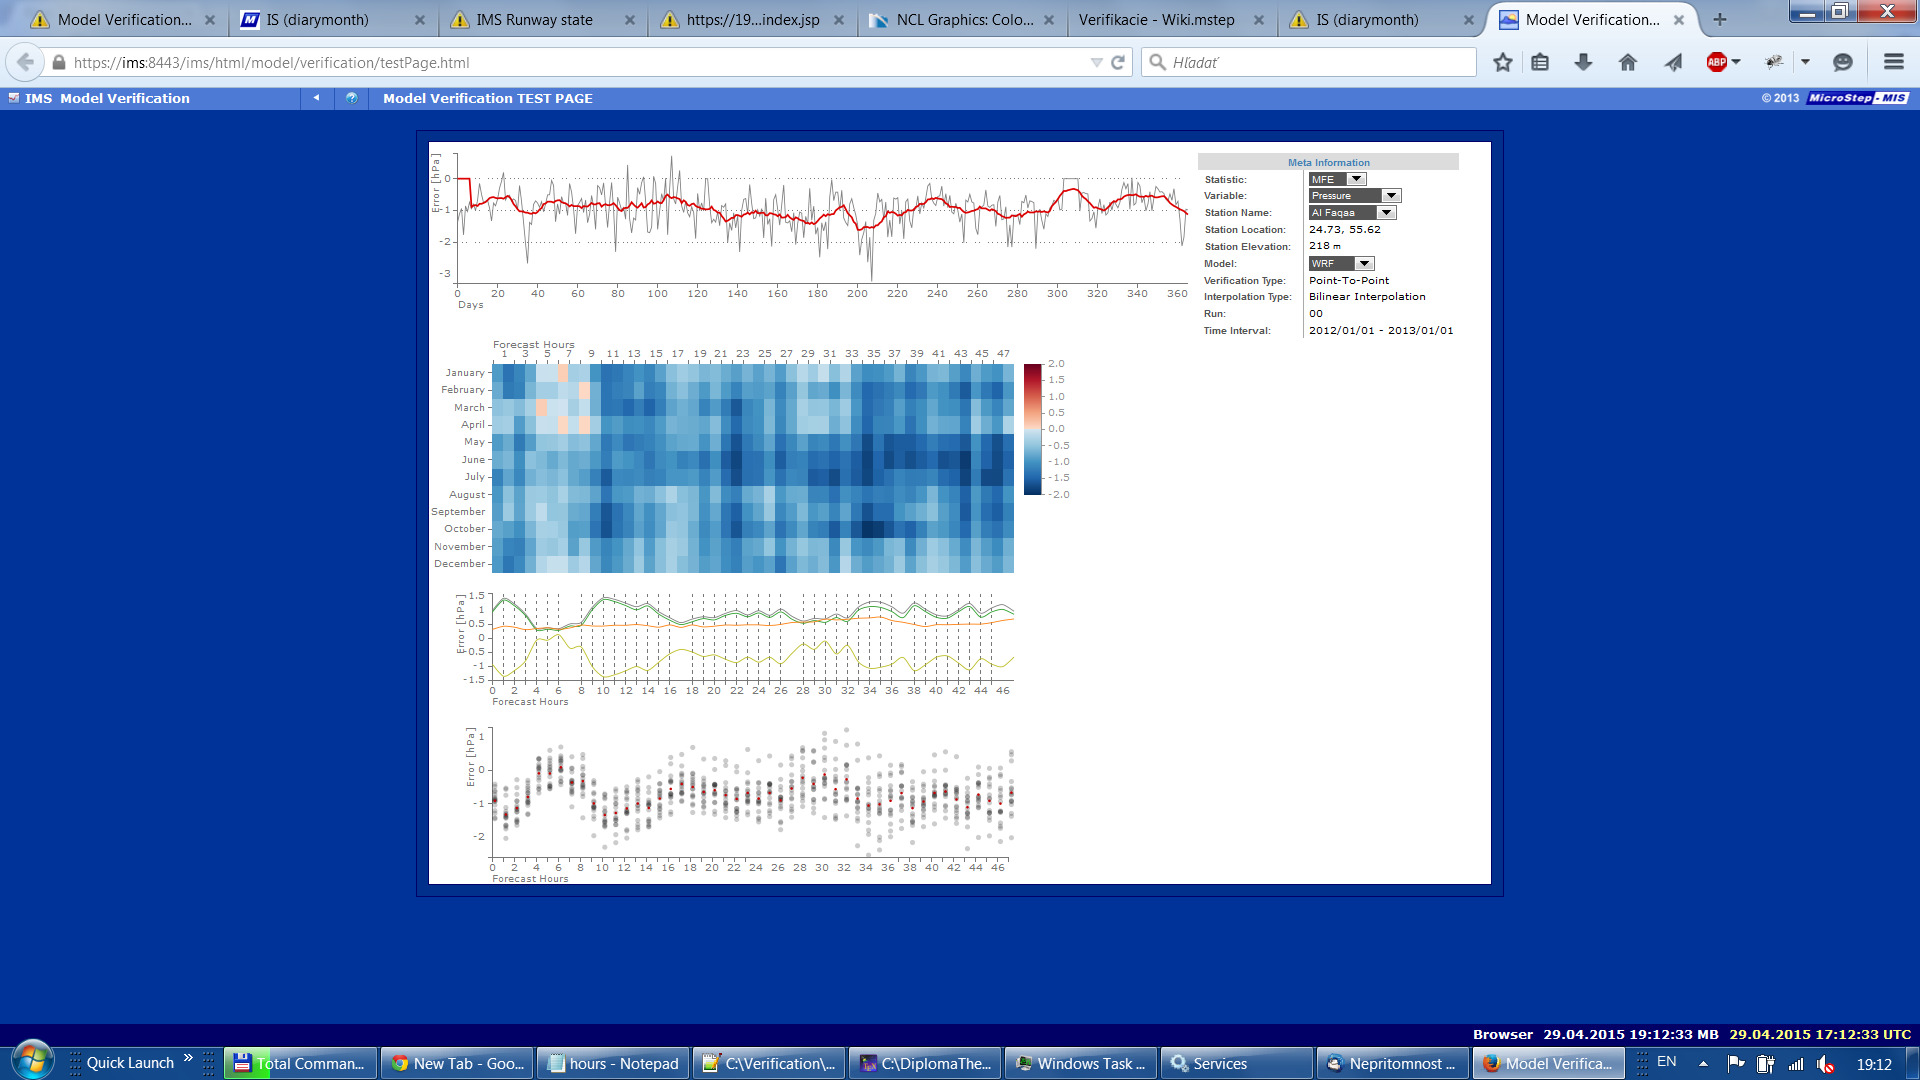 Model Verification...
IS (diarymonth)
IMS Runway state
https://19...index.jsp
NCL Graphics: Colo...
Verifikacie - Wiki.mstep
IS (diarymonth)
Model Verification...
https://ims:8443/ims/html/model/verification/testPage.html
Hľadať
ABP
IMS Model Verification
Model Verification TEST PAGE
© 2013 MicroStep-MIS
Error [hPa]
0
-1
-2
-3
0 20 40 60 80 100 120 140 160 180 200 220 240 260 280 300 320 340 360
Days
Meta Information
Statistic: MFE
Variable: Pressure
Station Name: Al Faqaa
Station Location: 24.73, 55.62
Station Elevation: 218 m
Model: WRF
Verification Type: Point-To-Point
Interpolation Type: Bilinear Interpolation
Run: 00
Time Interval: 2012/01/01 - 2013/01/01
Forecast Hours
1 3 5 7 9 11 13 15 17 19 21 23 25 27 29 31 33 35 37 39 41 43 45 47
January
February
March
April
May
June
July
August
September
October
November
December
2.0
1.5
1.0
0.5
0.0
-0.5
-1.0
-1.5
-2.0
Error [hPa]
1.5
1
0.5
0
-0.5
-1
-1.5
0 2 4 6 8 10 12 14 16 18 20 22 24 26 28 30 32 34 36 38 40 42 44 46
Forecast Hours
Error [hPa]
1
0
-1
-2
0 2 4 6 8 10 12 14 16 18 20 22 24 26 28 30 32 34 36 38 40 42 44 46
Forecast Hours
Browser 29.04.2015 19:12:33 MB 29.04.2015 17:12:33 UTC
Quick Launch
Total Comman...
New Tab - Goo...
hours - Notepad
C:\Verification\...
C:\DiplomaThe...
Windows Task ...
Services
Nepritomnost ...
Model Verifica...
EN
19:12